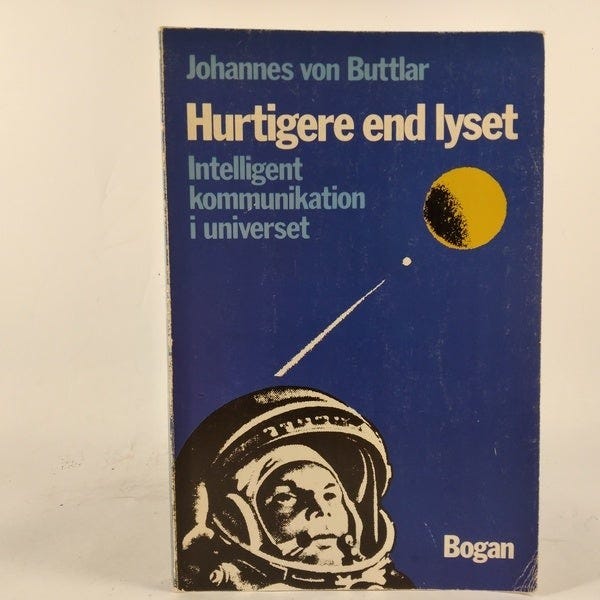 Johannes von Buttlar
Hurtigere end lyset
Intelligent
kommunikation
i universet
Bogan